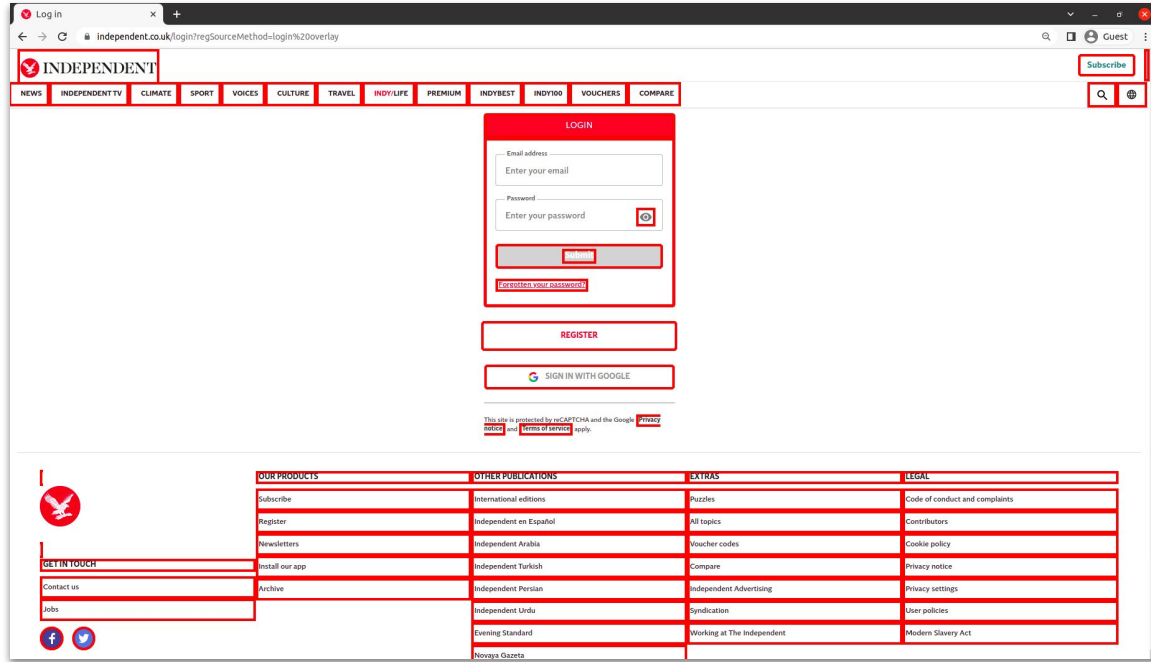 Log in
independent.co.uk/login?regSourceMethod=login%20overlay
Guest
INDEPENDENT
Subscribe
NEWS INDEPENDENT TV CLIMATE SPORT VOICES CULTURE TRAVEL INDY/LIFE PREMIUM INDYBEST INDY100 VOUCHERS COMPARE
LOGIN
Email address
Enter your email
Password
Enter your password
Submit
Forgotten your password?
REGISTER
SIGN IN WITH GOOGLE
This site is protected by reCAPTCHA and the Google Privacy
notice and Terms of service apply.
OUR PRODUCTS
Subscribe
Register
Newsletters
Install our app
Archive
OTHER PUBLICATIONS
International editions
Independent en Español
Independent Arabia
Independent Turkish
Independent Persian
Independent Urdu
Evening Standard
Novaya Gazeta
EXTRAS
Puzzles
All topics
Voucher codes
Compare
Independent Advertising
Syndication
Working at The Independent
LEGAL
Code of conduct and complaints
Contributors
Cookie policy
Privacy notice
Privacy settings
User policies
Modern Slavery Act
GET IN TOUCH
Contact us
Jobs